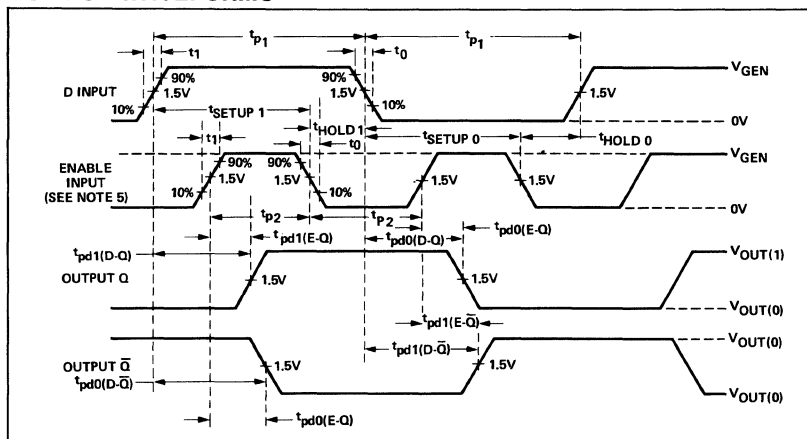 tp1
tp1
t1
t0
VGEN
90%
90%
D INPUT
1.5V
1.5V
1.5V
10%
10%
0V
tSETUP 1
tHOLD 1
tSETUP 0
tHOLD 0
t1
t0
VGEN
ENABLE
INPUT
(SEE NOTE 5)
90%
90%
1.5V
1.5V
1.5V
1.5V
10%
10%
0V
tp2
tP2
tpd1(E-Q)
tpd0(D-Q)
tpd0(E-Q)
tpd1(D-Q)
VOUT(1)
OUTPUT Q
1.5V
1.5V
VOUT(0)
tpd1(E-Q̅)
VOUT(0)
OUTPUT Q̅
1.5V
tpd1(D-Q̅)
1.5V
tpd0(D-Q̅)
VOUT(0)
tpd0(E-Q)